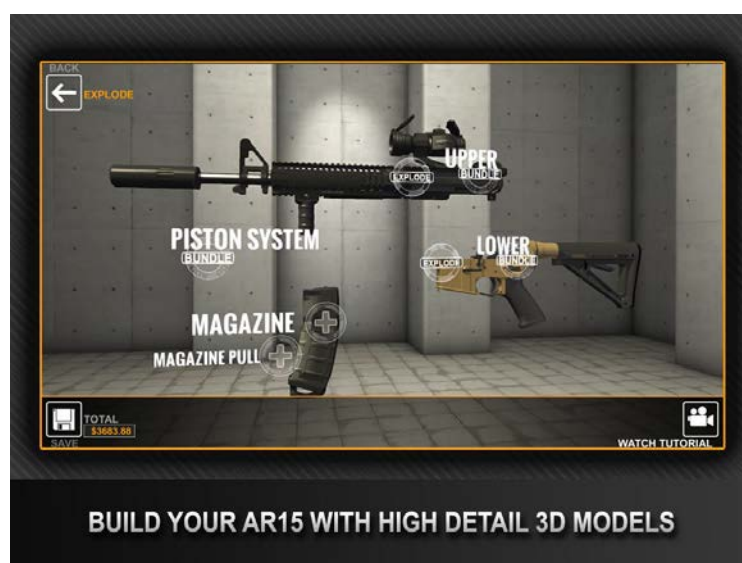 BACK
EXPLODE
UPPER
EXPLODE
BUNDLE
PISTON SYSTEM
BUNDLE
LOWER
EXPLODE
BUNDLE
MAGAZINE
MAGAZINE PULL
TOTAL
$3683.88
SAVE
WATCH TUTORIAL
BUILD YOUR AR15 WITH HIGH DETAIL 3D MODELS